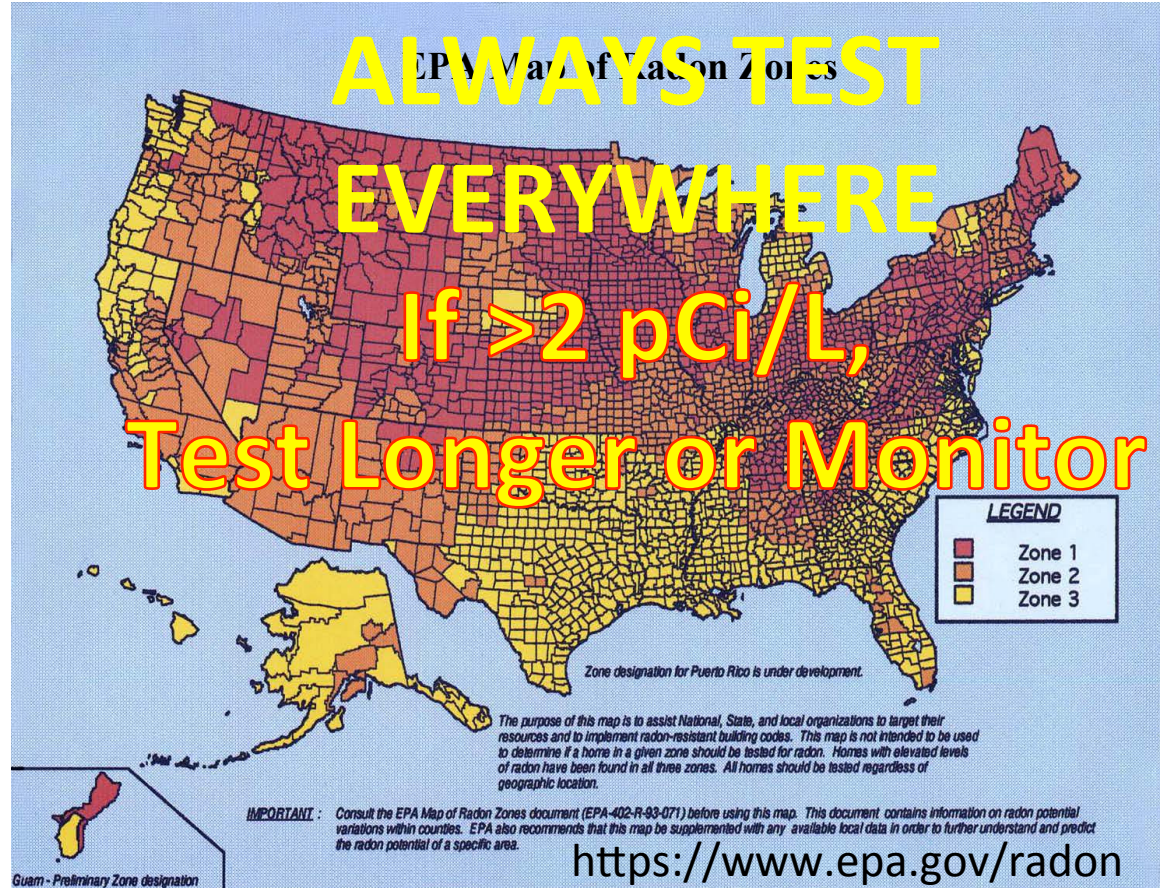 EPA Map of Radon Zones
ALWAYS TEST
EVERYWHERE
If >2 pCi/L,
Test Longer or Monitor
LEGEND
Zone 1
Zone 2
Zone 3
Zone designation for Puerto Rico is under development.
The purpose of this map is to assist National, State, and local organizations to target their
resources and to implement radon-resistant building codes. This map is not intended to be used
to determine if a home in a given zone should be tested for radon. Homes with elevated levels
of radon have been found in all three zones. All homes should be tested regardless of
geographic location.
IMPORTANT : Consult the EPA Map of Radon Zones document (EPA-402-R-93-071) before using this map. This document contains information on radon potential
variations within counties. EPA also recommends that this map be supplemented with any available local data in order to further understand and predict
the radon potential of a specific area.
https://www.epa.gov/radon
Guam - Preliminary Zone designation